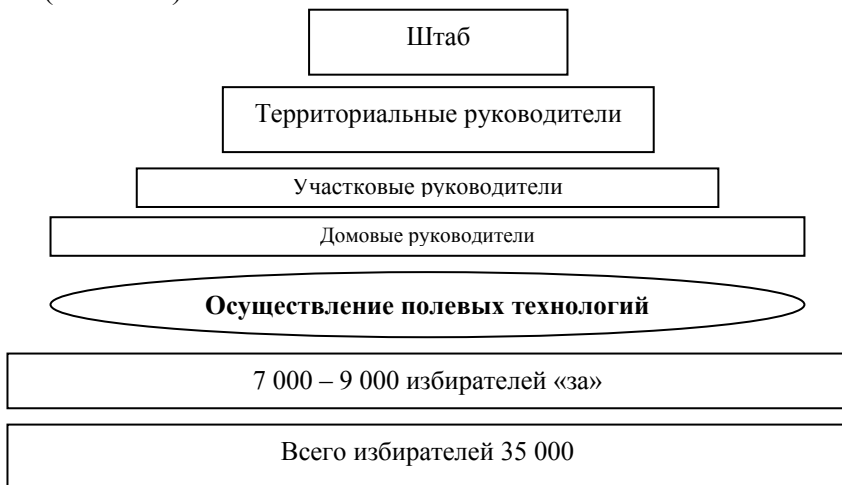 Штаб
Территориальные руководители
Участковые руководители
Домовые руководители
Осуществление полевых технологий
7 000 – 9 000 избирателей «за»
Всего избирателей 35 000